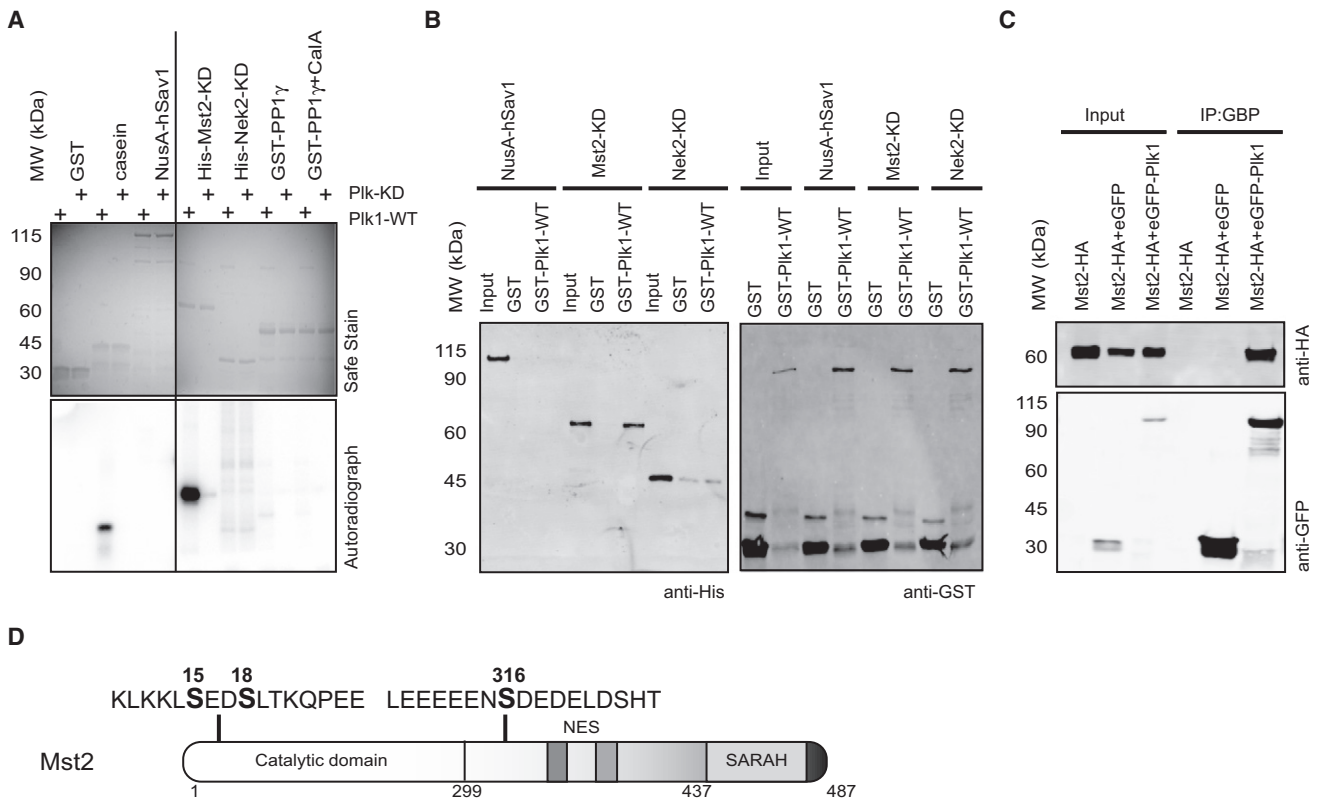 A
MW (kDa)
GST
casein
NusA-hSav1
His-Mst2-KD
His-Nek2-KD
GST-PP1γ
GST-PP1γ+CalA
+ + + + + + + Plk-KD
+ + + + + + + Plk1-WT
115
90
60
45
30
Safe Stain
Autoradiograph
B
NusA-hSav1
Mst2-KD
Nek2-KD
Input
NusA-hSav1
Mst2-KD
Nek2-KD
MW (kDa)
Input
GST
GST-Plk1-WT
Input
GST
GST-Plk1-WT
Input
GST
GST-Plk1-WT
GST
GST-Plk1-WT
GST
GST-Plk1-WT
GST
GST-Plk1-WT
GST
GST-Plk1-WT
115
90
60
45
30
anti-His
anti-GST
C
Input
IP:GBP
MW (kDa)
Mst2-HA
Mst2-HA+eGFP
Mst2-HA+eGFP-Plk1
Mst2-HA
Mst2-HA+eGFP
Mst2-HA+eGFP-Plk1
60
anti-HA
115
90
60
45
30
anti-GFP
D
15 18 316
KLKKLSEDSLTKQPEE LEEEEENSDEDELDSHT
NES
Mst2
Catalytic domain
SARAH
1 299 437 487